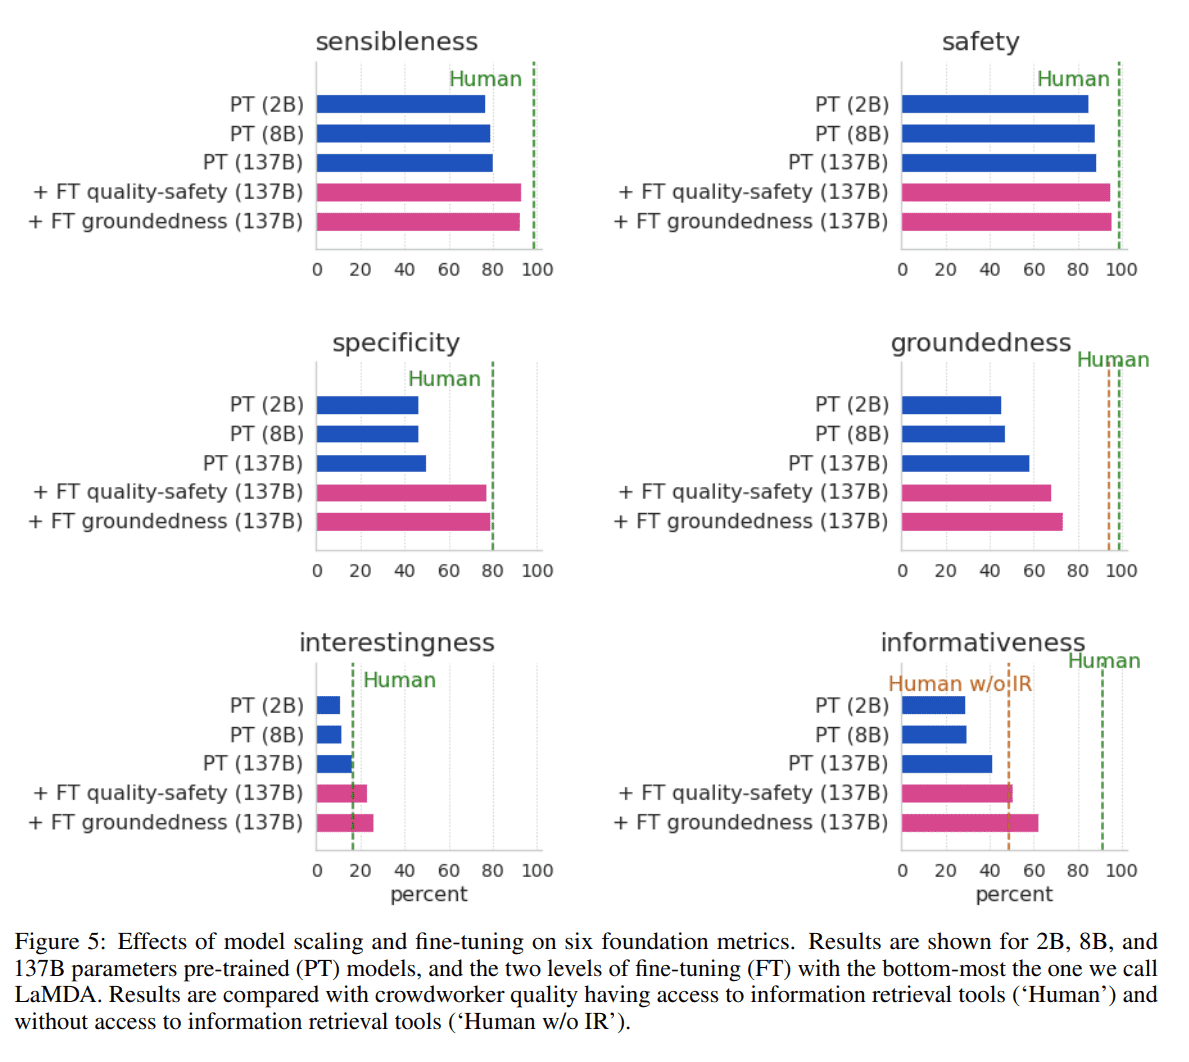 sensibleness
Human
PT (2B)
PT (8B)
PT (137B)
+ FT quality-safety (137B)
+ FT groundedness (137B)
0 20 40 60 80 100
safety
Human
PT (2B)
PT (8B)
PT (137B)
+ FT quality-safety (137B)
+ FT groundedness (137B)
0 20 40 60 80 100
specificity
Human
PT (2B)
PT (8B)
PT (137B)
+ FT quality-safety (137B)
+ FT groundedness (137B)
0 20 40 60 80 100
groundedness
Human
PT (2B)
PT (8B)
PT (137B)
+ FT quality-safety (137B)
+ FT groundedness (137B)
0 20 40 60 80 100
interestingness
Human
PT (2B)
PT (8B)
PT (137B)
+ FT quality-safety (137B)
+ FT groundedness (137B)
0 20 40 60 80 100
percent
informativeness
Human
Human w/o IR
PT (2B)
PT (8B)
PT (137B)
+ FT quality-safety (137B)
+ FT groundedness (137B)
0 20 40 60 80 100
percent
Figure 5: Effects of model scaling and fine-tuning on six foundation metrics. Results are shown for 2B, 8B, and
137B parameters pre-trained (PT) models, and the two levels of fine-tuning (FT) with the bottom-most the one we call
LaMDA. Results are compared with crowdworker quality having access to information retrieval tools (‘Human’) and
without access to information retrieval tools (‘Human w/o IR’).